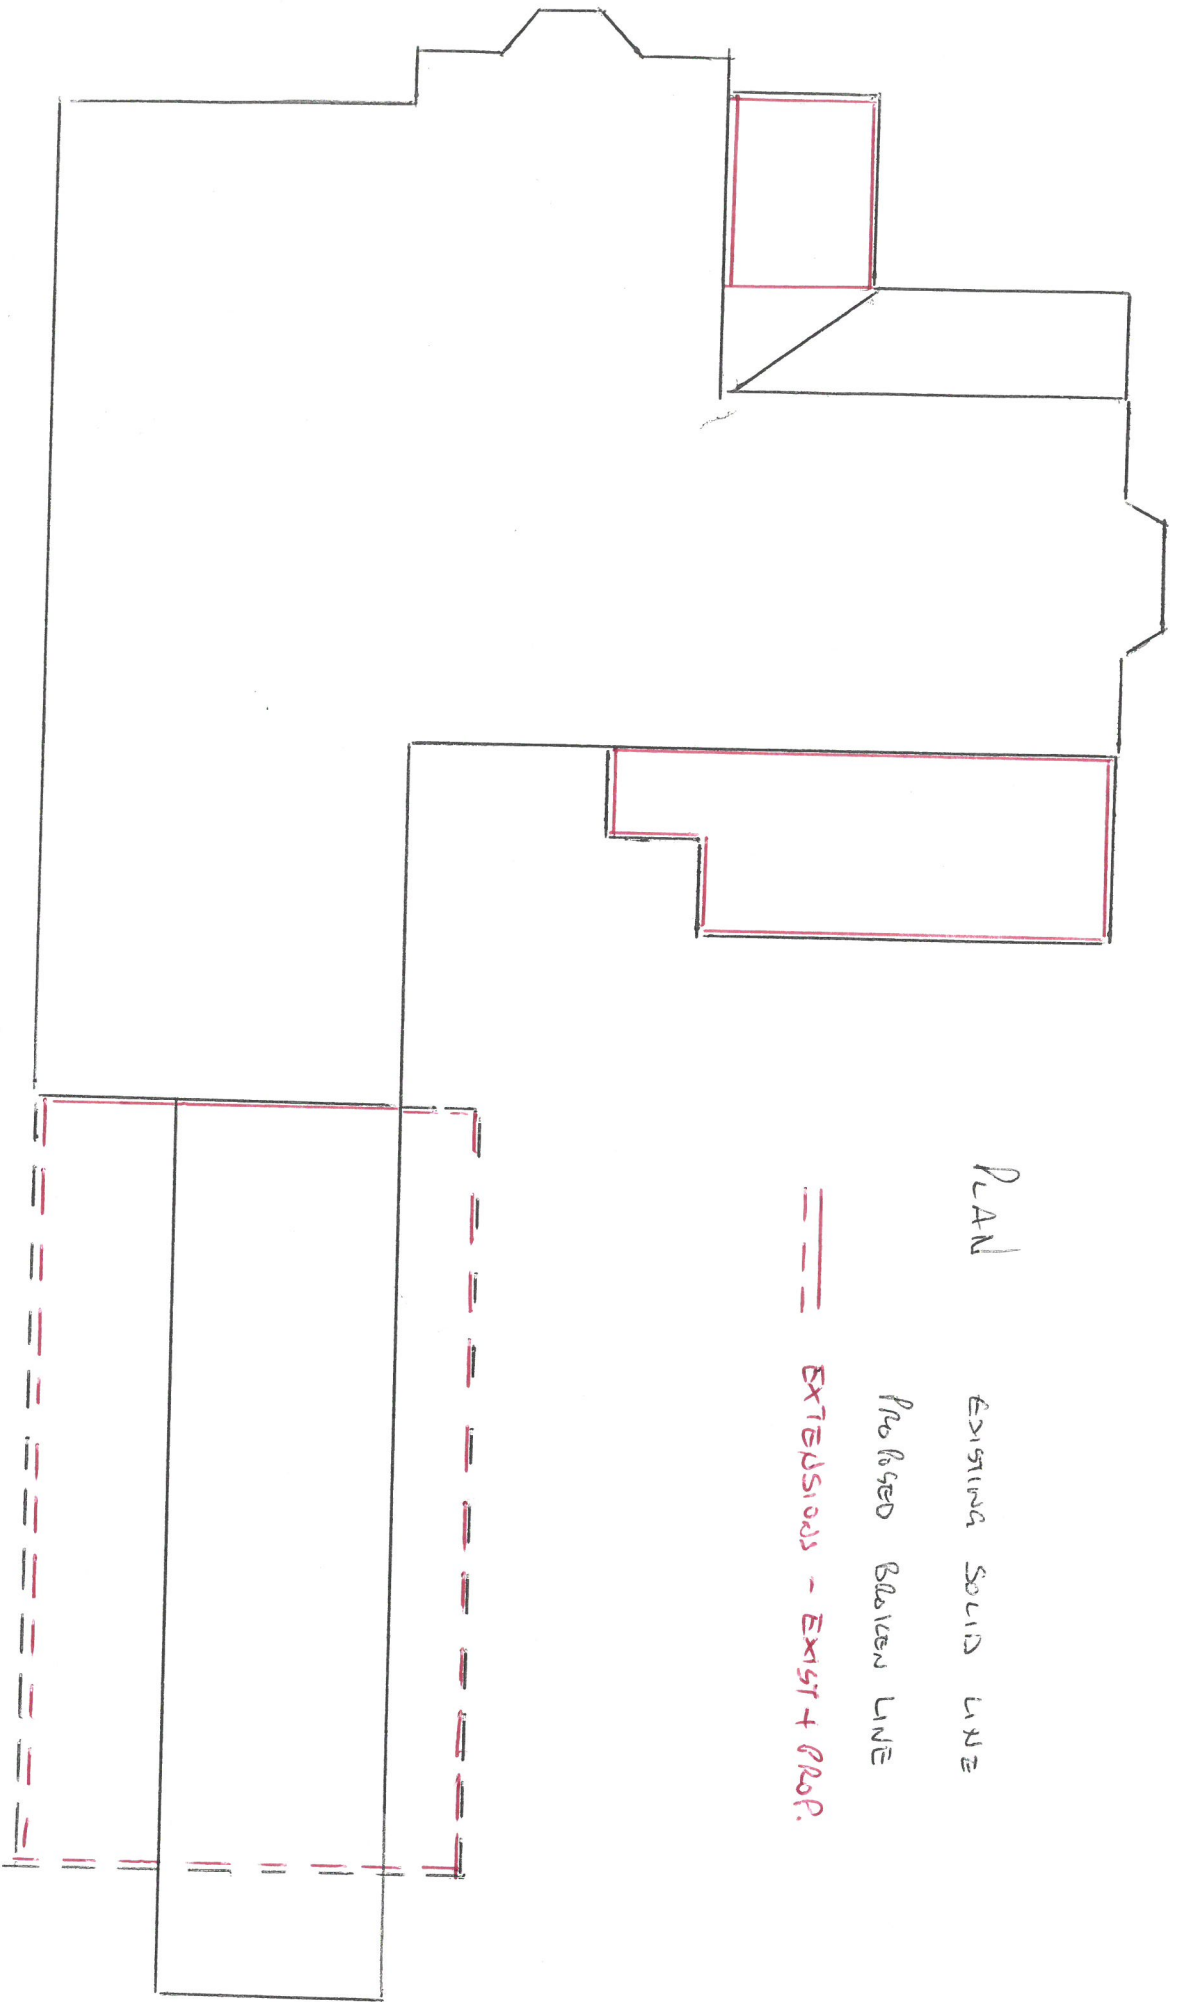 PLAN
EXISTING SOLID LINE
PROPOSED BROKEN LINE
EXTENSIONS - EXIST + PROP.